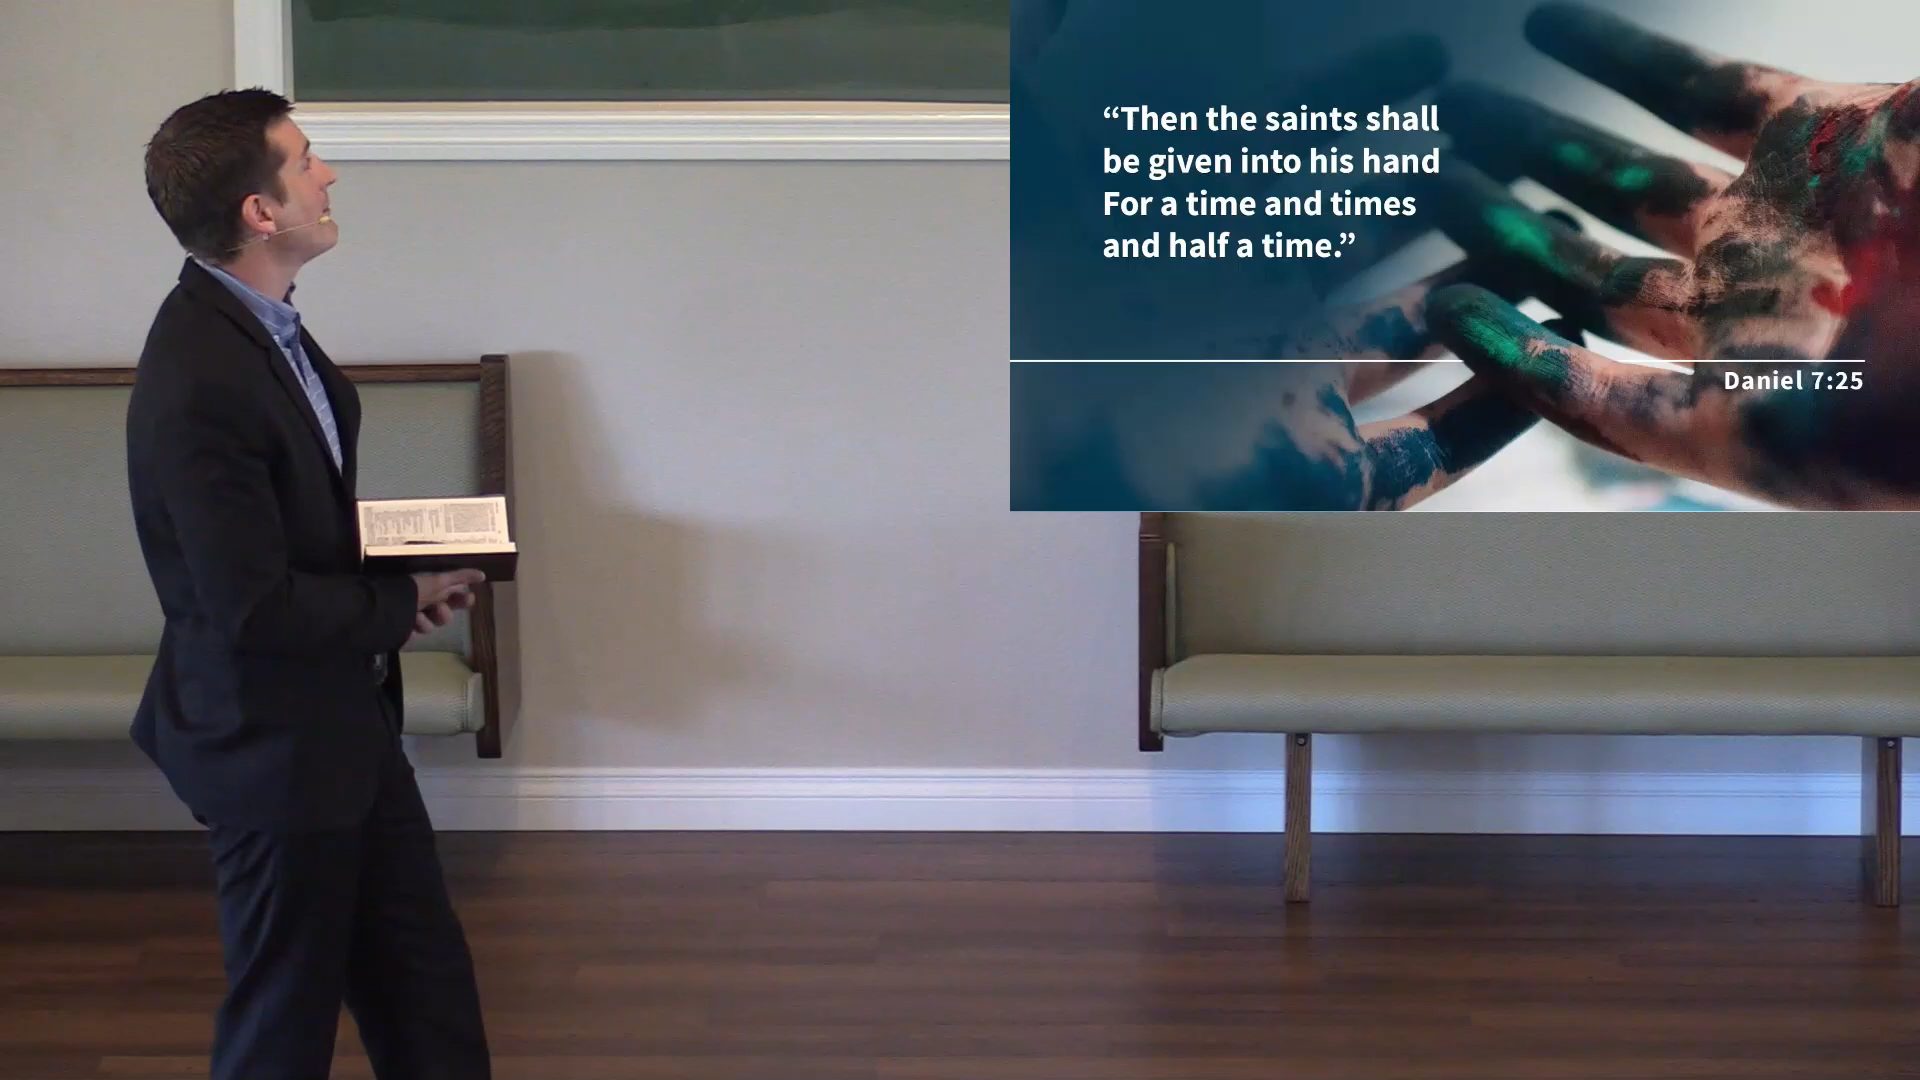 “Then the saints shall
be given into his hand
For a time and times
and half a time.”
Daniel 7:25